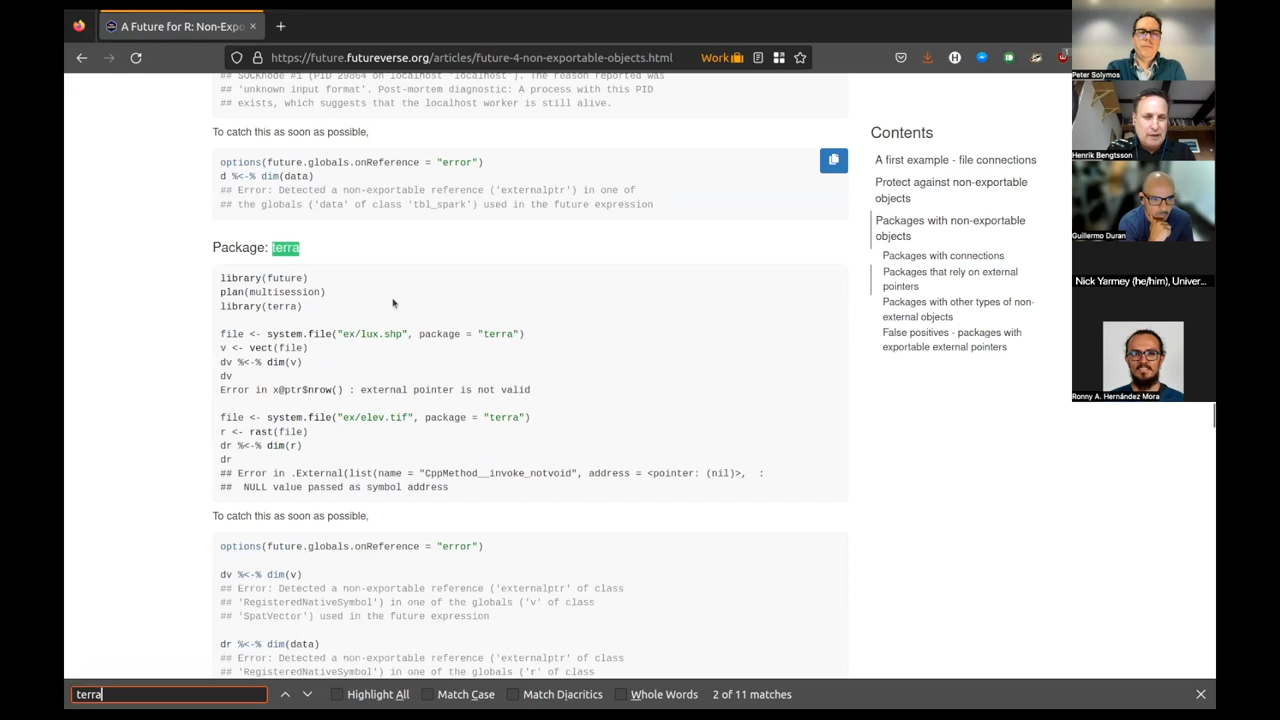 A Future for R: Non-Expo
https://future.futureverse.org/articles/future-4-non-exportable-objects.html
Work
## SOCKnode #1 (PID 29864 on localhost 'localhost'). The reason reported was
## 'unknown input format'. Post-mortem diagnostic: A process with this PID
## exists, which suggests that the localhost worker is still alive.
To catch this as soon as possible,
options(future.globals.onReference = "error")
d %<-% dim(data)
## Error: Detected a non-exportable reference ('externalptr') in one of
## the globals ('data' of class 'tbl_spark') used in the future expression
Package: terra
library(future)
plan(multisession)
library(terra)
file <- system.file("ex/lux.shp", package = "terra")
v <- vect(file)
dv %<-% dim(v)
dv
Error in x@ptr$nrow() : external pointer is not valid
file <- system.file("ex/elev.tif", package = "terra")
r <- rast(file)
dr %<-% dim(r)
dr
## Error in .External(list(name = "CppMethod__invoke_notvoid", address = <pointer: (nil)>,  :
##  NULL value passed as symbol address
To catch this as soon as possible,
options(future.globals.onReference = "error")
dv %<-% dim(v)
## Error: Detected a non-exportable reference ('externalptr' of class
## 'RegisteredNativeSymbol') in one of the globals ('v' of class
## 'SpatVector') used in the future expression
dr %<-% dim(data)
## Error: Detected a non-exportable reference ('externalptr' of class
## 'RegisteredNativeSymbol') in one of the globals ('r' of class
Contents
A first example - file connections
Protect against non-exportable
objects
Packages with non-exportable
objects
Packages with connections
Packages that rely on external
pointers
Packages with other types of non-
external objects
False positives - packages with
exportable external pointers
Peter Solymos
Henrik Bengtsson
Guillermo Duran
Nick Yarmey (he/him), Univer...
Ronny A. Hernández Mora
terra
Highlight All
Match Case
Match Diacritics
Whole Words
2 of 11 matches